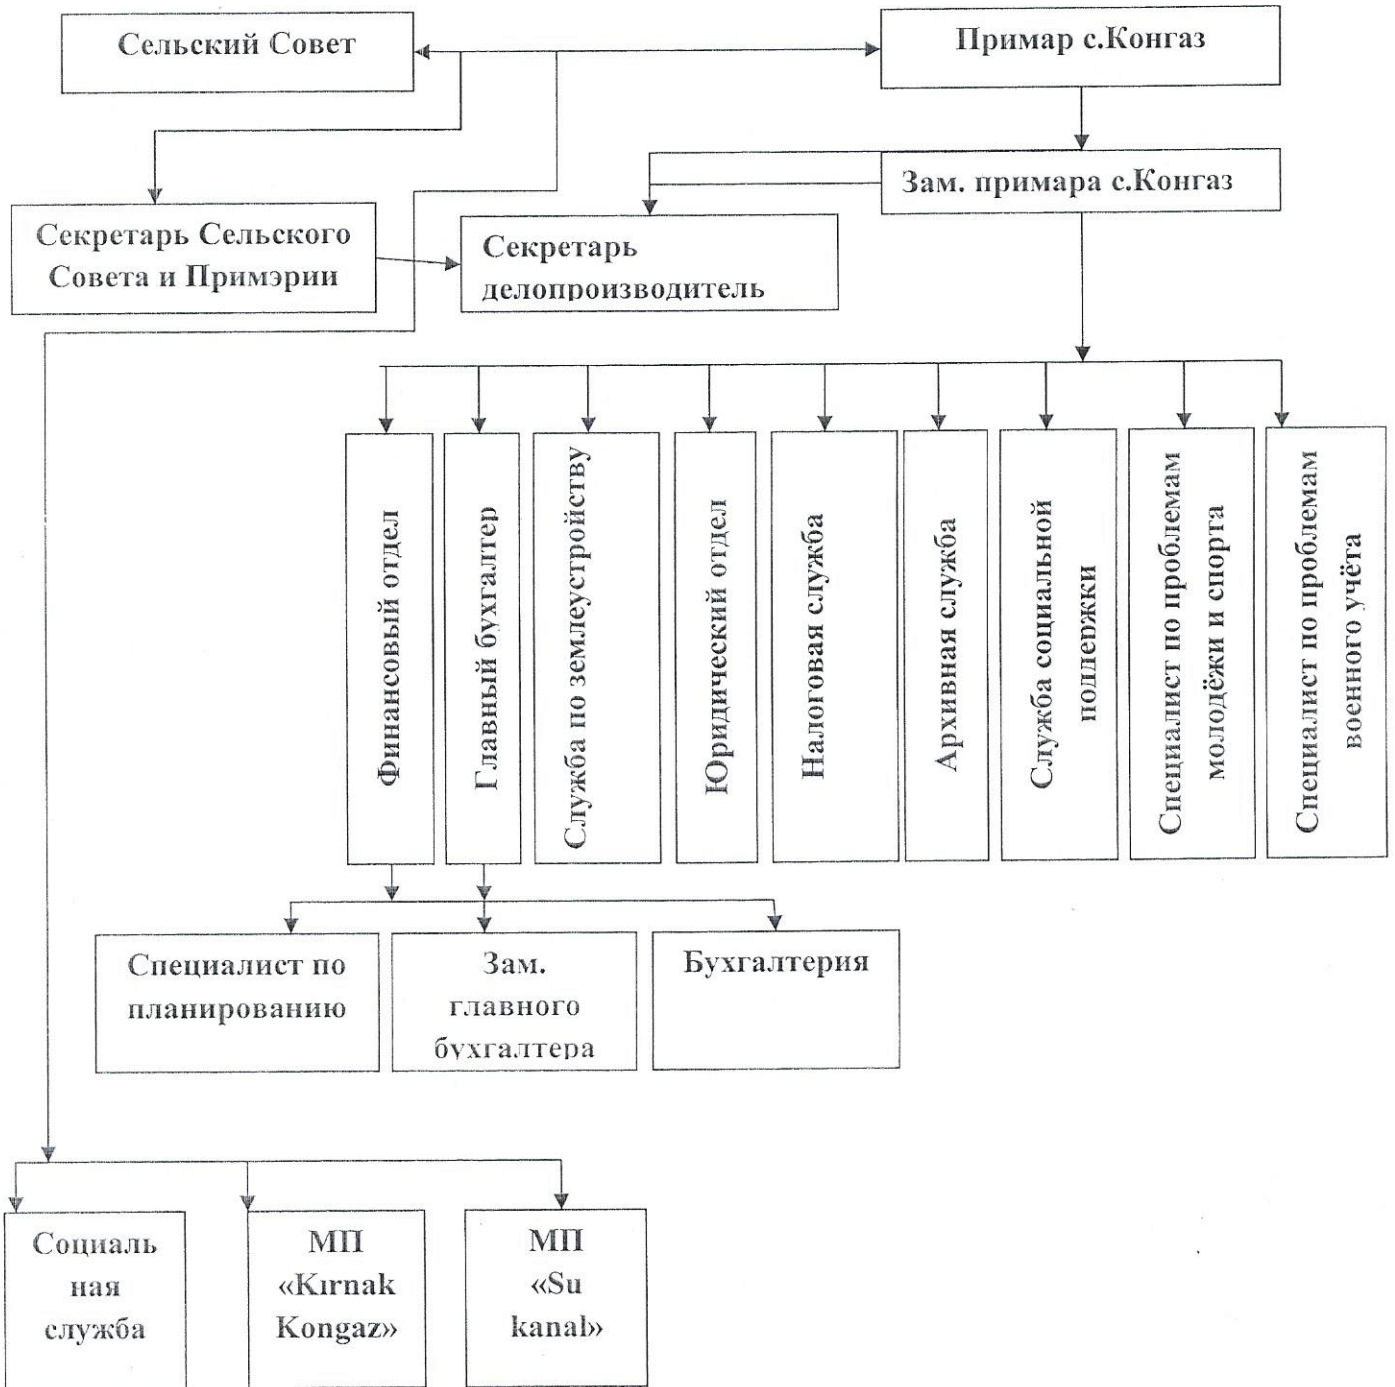 Сельский Совет
Примар с.Конгаз
Зам. примара с.Конгаз
Секретарь Сельского
Совета и Примэрии
Секретарь
делопроизводитель
Финансовый отдел
Главный бухгалтер
Служба по землеустройству
Юридический отдел
Налоговая служба
Архивная служба
Служба социальной
поддержки
Специалист по проблемам
молодёжи и спорта
Специалист по проблемам
военного учёта
Специалист по
планированию
Зам.
главного
бухгалтера
Бухгалтерия
Социаль
ная
служба
МП
«Kırnak
Kongaz»
МП
«Su
kanal»